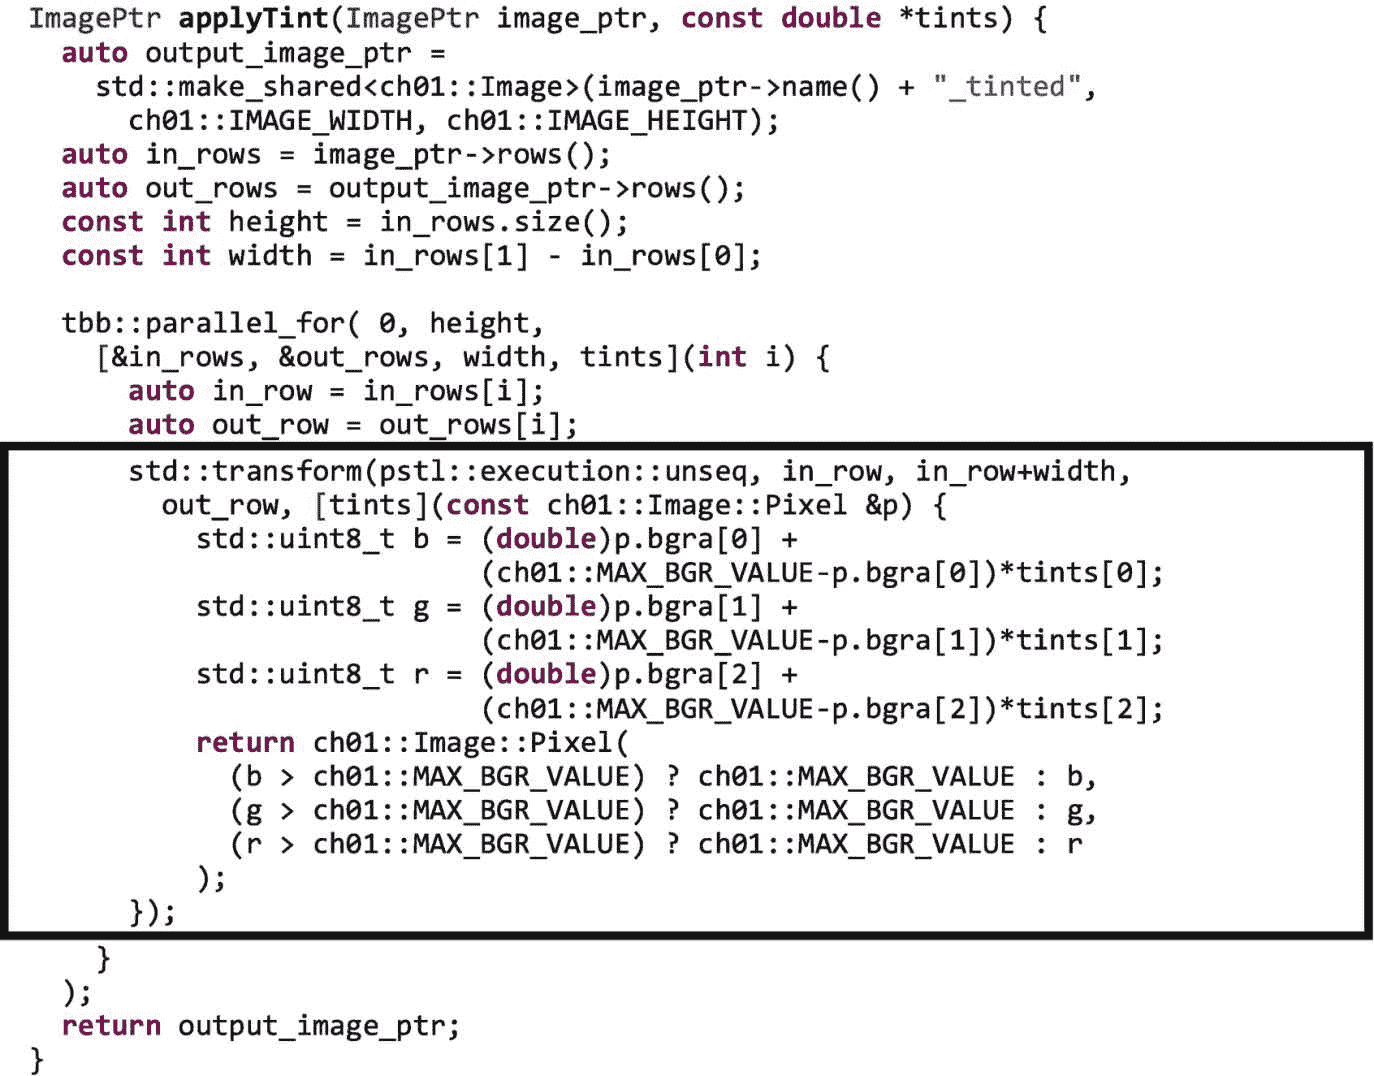 ImagePtr applyTint(ImagePtr image_ptr, const double *tints) {
  auto output_image_ptr =
    std::make_shared<ch01::Image>(image_ptr->name() + "_tinted",
      ch01::IMAGE_WIDTH, ch01::IMAGE_HEIGHT);
  auto in_rows = image_ptr->rows();
  auto out_rows = output_image_ptr->rows();
  const int height = in_rows.size();
  const int width = in_rows[1] - in_rows[0];

  tbb::parallel_for( 0, height,
    [&in_rows, &out_rows, width, tints](int i) {
      auto in_row = in_rows[i];
      auto out_row = out_rows[i];
      std::transform(pstl::execution::unseq, in_row, in_row+width,
        out_row, [tints](const ch01::Image::Pixel &p) {
          std::uint8_t b = (double)p.bgra[0] +
                           (ch01::MAX_BGR_VALUE-p.bgra[0])*tints[0];
          std::uint8_t g = (double)p.bgra[1] +
                           (ch01::MAX_BGR_VALUE-p.bgra[1])*tints[1];
          std::uint8_t r = (double)p.bgra[2] +
                           (ch01::MAX_BGR_VALUE-p.bgra[2])*tints[2];
          return ch01::Image::Pixel(
            (b > ch01::MAX_BGR_VALUE) ? ch01::MAX_BGR_VALUE : b,
            (g > ch01::MAX_BGR_VALUE) ? ch01::MAX_BGR_VALUE : g,
            (r > ch01::MAX_BGR_VALUE) ? ch01::MAX_BGR_VALUE : r
          );
      });
    }
  );
  return output_image_ptr;
}